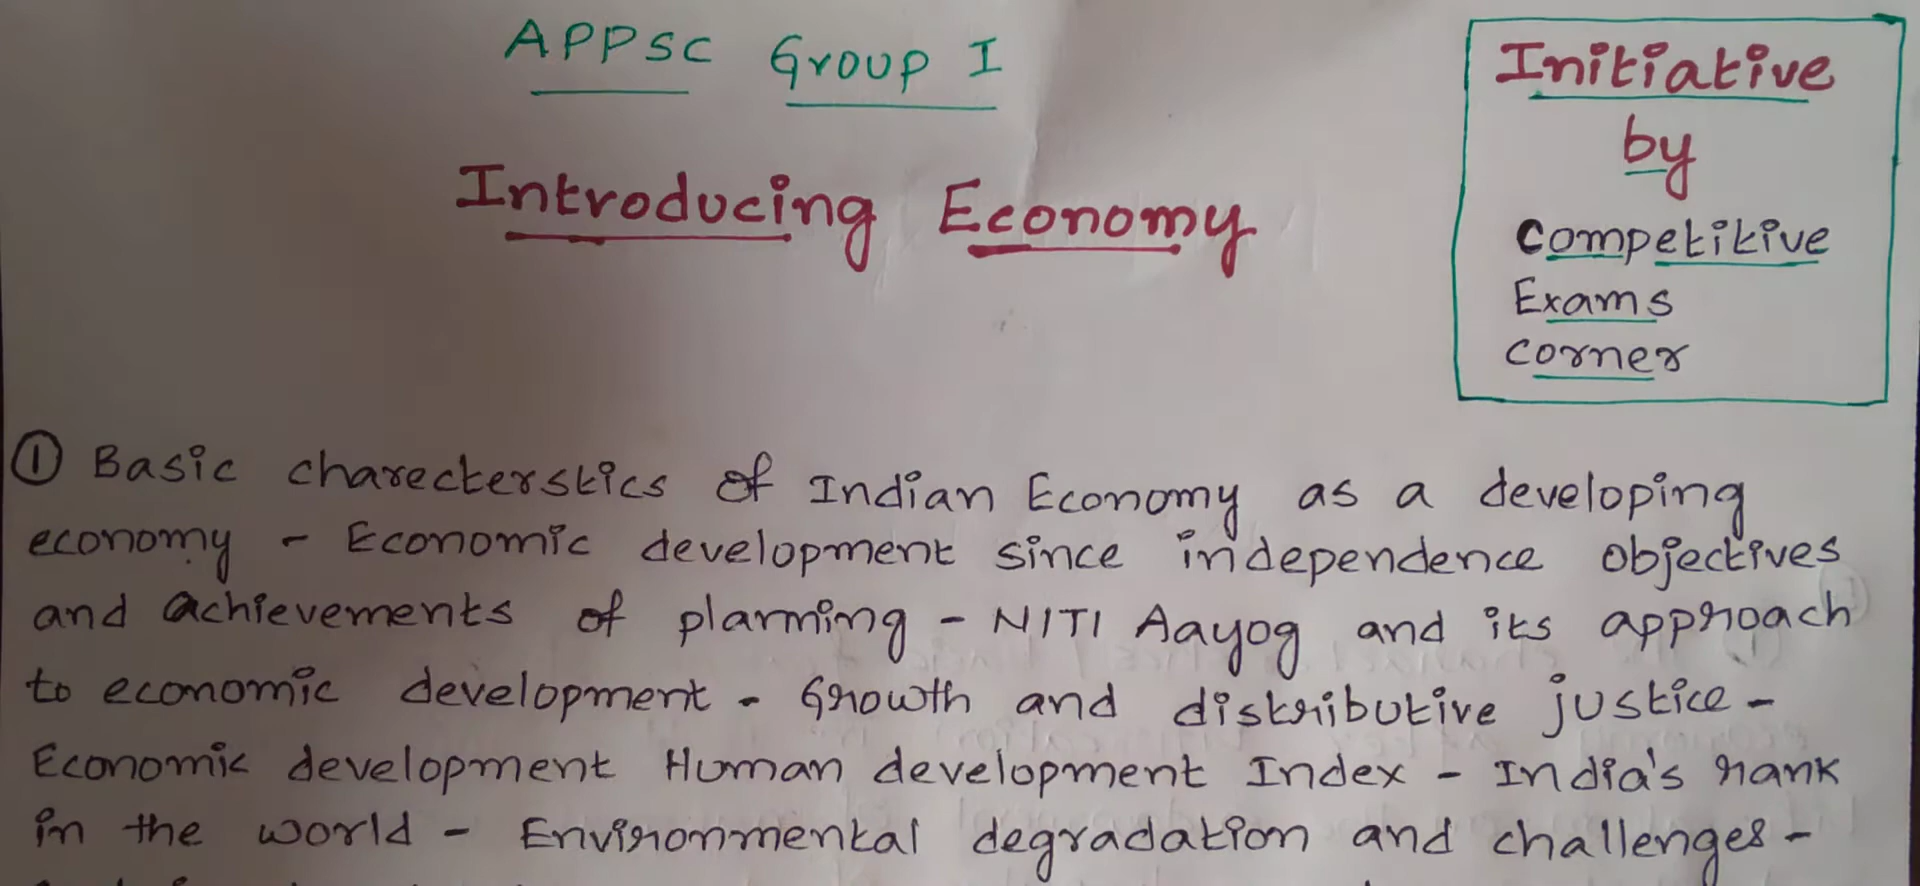 APPSC Group I
Introducing Economy
Initiative
by
Competitive
Exams
corner
① Basic charecterstics of Indian Economy as a developing
economy - Economic development since independence objectives
and achievements of planning - NITI Aayog and its approach
to economic development - Growth and distributive justice -
Economic development Human development Index - India's rank
in the world - Environmental degradation and challenges -